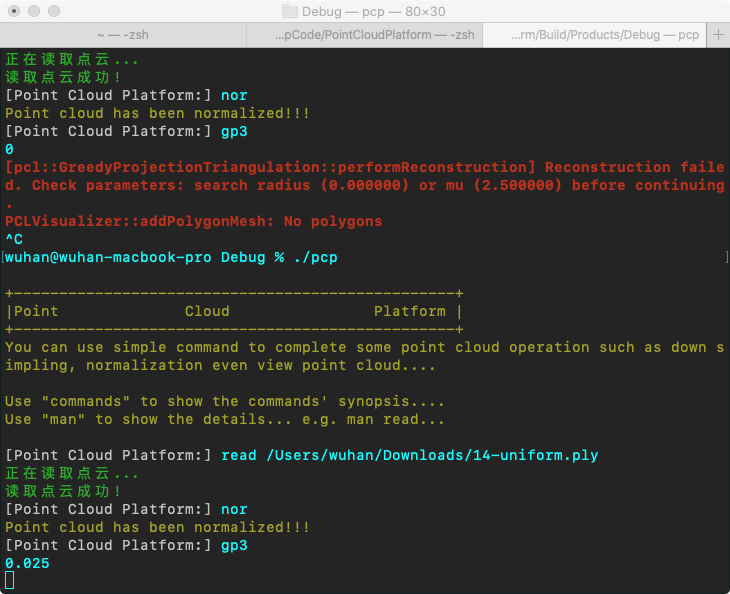 Debug — pcp — 80×30
~ — -zsh
...pCode/PointCloudPlatform — -zsh
...rm/Build/Products/Debug — pcp
+
正在读取点云...
读取点云成功!
[Point Cloud Platform:] nor
Point cloud has been normalized!!!
[Point Cloud Platform:] gp3
0
[pcl::GreedyProjectionTriangulation::performReconstruction] Reconstruction faile
d. Check parameters: search radius (0.000000) or mu (2.500000) before continuing
.
PCLVisualizer::addPolygonMesh: No polygons
^C
[wuhan@wuhan-macbook-pro Debug % ./pcp ]
+-------------------------------------------------+
|Point              Cloud                Platform |
+-------------------------------------------------+
You can use simple command to complete some point cloud operation such as down s
impling, normalization even view point cloud....
Use "commands" to show the commands' synopsis....
Use "man" to show the details... e.g. man read...
[Point Cloud Platform:] read /Users/wuhan/Downloads/14-uniform.ply
正在读取点云...
读取点云成功!
[Point Cloud Platform:] nor
Point cloud has been normalized!!!
[Point Cloud Platform:] gp3
0.025